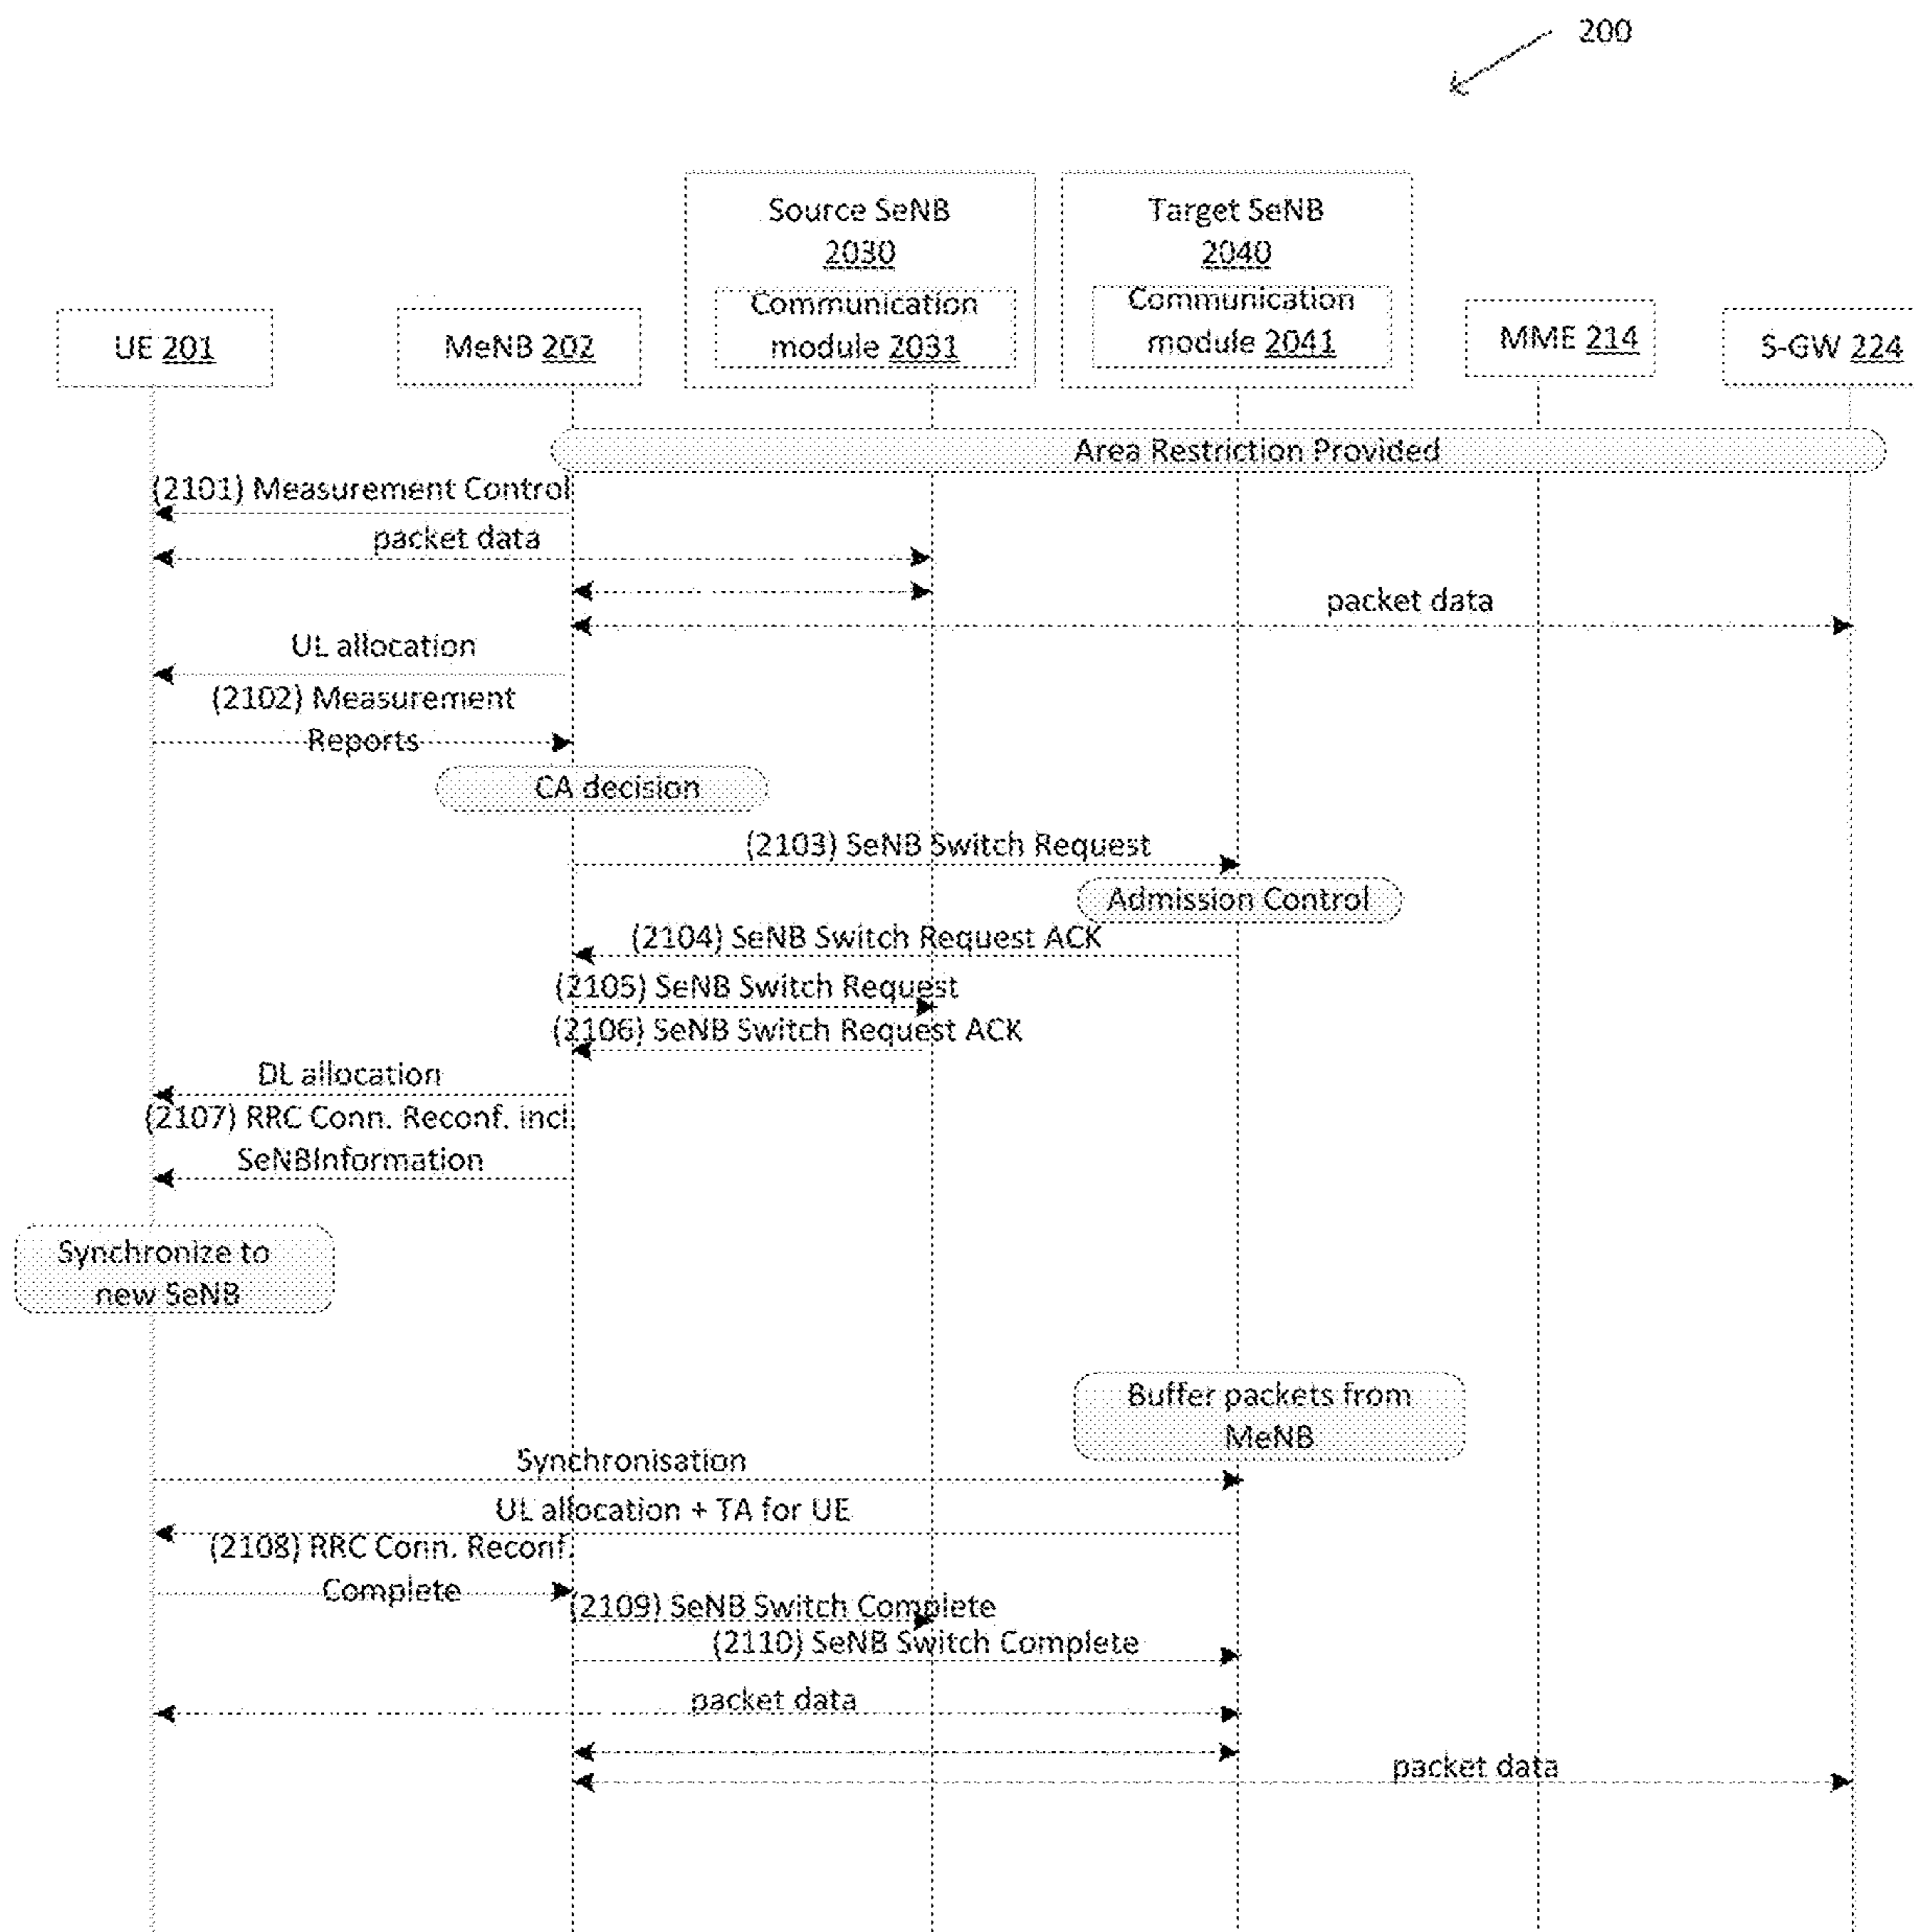 200
Source SeNB
2030
Communication
module 2031
Target SeNB
2040
Communication
module 2041
UE 201
MeNB 202
MME 214
S-GW 224
Area Restriction Provided
(2101) Measurement Control
packet data
packet data
UL allocation
(2102) Measurement
Reports
CA decision
(2103) SeNB Switch Request
Admission Control
(2104) SeNB Switch Request ACK
(2105) SeNB Switch Request
(2106) SeNB Switch Request ACK
DL allocation
(2107) RRC Conn. Reconf. incl.
SeNBInformation
Synchronize to
new SeNB
Buffer packets from
MeNB
Synchronisation
UL allocation + TA for UE
(2108) RRC Conn. Reconf.
Complete
(2109) SeNB Switch Complete
(2110) SeNB Switch Complete
packet data
packet data